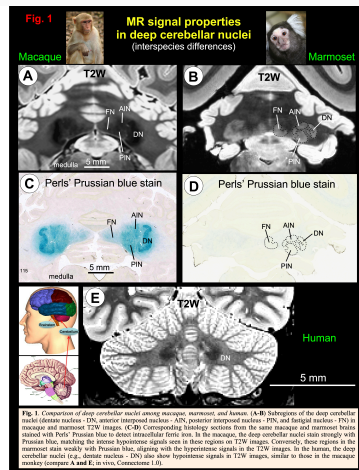 Fig. 1
MR signal properties
in deep cerebellar nuclei
(interspecies differences)
Macaque
Marmoset
A
T2W
FN
AIN
DN
PIN
medulla
5 mm
B
T2W
FN
AIN
DN
PIN
C
Perls' Prussian blue stain
FN
AIN
DN
PIN
medulla
5 mm
D
Perls' Prussian blue stain
FN
AIN
DN
PIN
E
T2W
DN
Human
5 mm
Brainstem
Cerebellum
Fig. 1. Comparison of deep cerebellar nuclei among macaque, marmoset, and human. (A-B) Subregions of the deep cerebellar
nuclei (dentate nucleus - DN, anterior interposed nucleus - AIN, posterior interposed nucleus - PIN, and fastigial nucleus - FN) in
macaque and marmoset T2W images. (C-D) Corresponding histology sections from the same macaque and marmoset brains
stained with Perls' Prussian blue to detect intracellular ferric iron. In the macaque, the deep cerebellar nuclei stain strongly with
Prussian blue, matching the intense hypointense signals seen in these regions on T2W images. Conversely, these regions in the
marmoset stain weakly with Prussian blue, aligning with the hyperintense signals in the T2W images. In the human, the deep
cerebellar nuclei (e.g., dentate nucleus - DN) also show hypointense signals in T2W images, similar to those in the macaque
monkey (compare A and E; in vivo, Connectome 1.0).